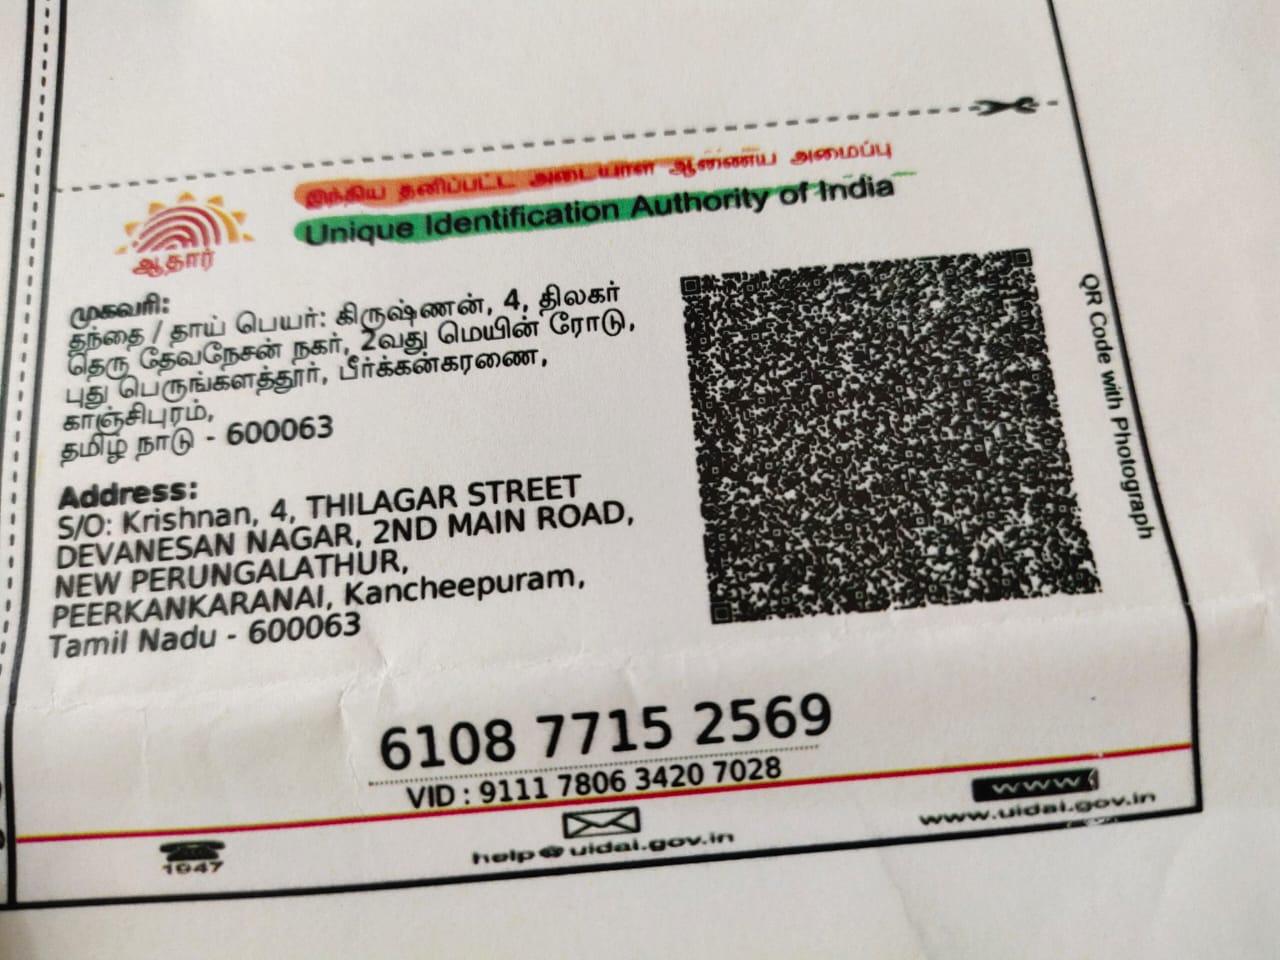 இந்திய தனிப்பட்ட அடையாள ஆணைய அமைப்பு
Unique Identification Authority of India
ஆதார்
முகவரி:
தந்தை / தாய் பெயர்: கிருஷ்ணன், 4, திலகர்
தெரு தேவநேசன் நகர், 2வது மெயின் ரோடு,
புது பெருங்களத்தூர், பீர்க்கன்கரணை,
காஞ்சிபுரம்,
தமிழ் நாடு - 600063
Address:
S/O: Krishnan, 4, THILAGAR STREET
DEVANESAN NAGAR, 2ND MAIN ROAD,
NEW PERUNGALATHUR,
PEERKANKARANAI, Kancheepuram,
Tamil Nadu - 600063
QR Code with Photograph
6108 7715 2569
VID : 9111 7806 3420 7028
1947
help@uidai.gov.in
www
www.uidai.gov.in